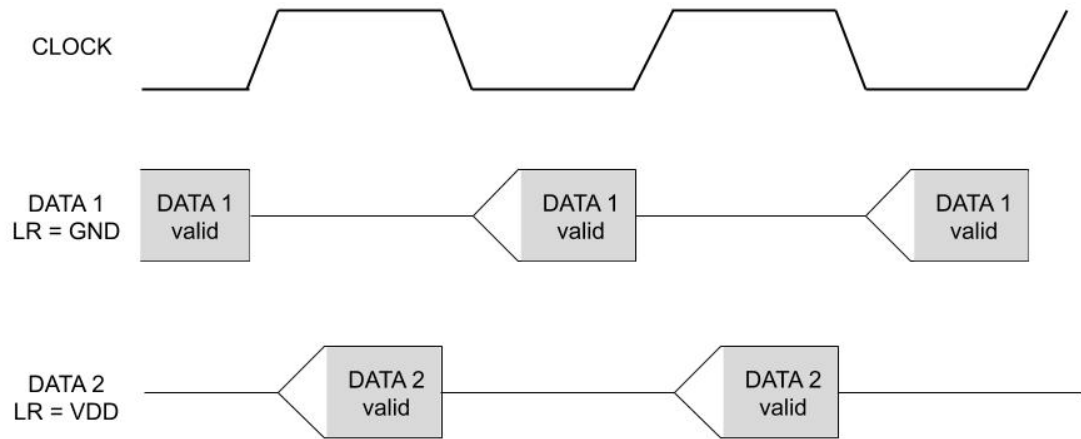 CLOCK
DATA 1
LR = GND
DATA 1
valid
DATA 1
valid
DATA 1
valid
DATA 2
LR = VDD
DATA 2
valid
DATA 2
valid